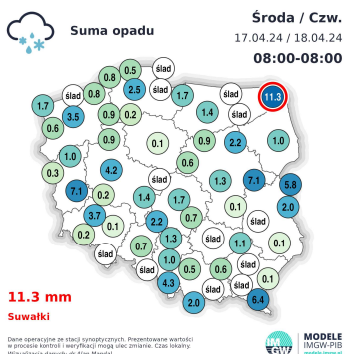 Suma opadu
Środa / Czw.
17.04.24 / 18.04.24
08:00-08:00
0.8 0.5 ślad
2.5 ślad
ślad 0.8 1.7 ślad 11.3
1.7 3.5 0.9 0.2 1.4 ślad
0.6 0.9 0.1 0.9 2.2 1.0
1.0 0.6
0.3 4.2 ślad 1.3 7.1 5.8
7.1 0.2 1.4 1.7 0.1 2.0
3.7 0.1 2.2 0.7 ślad
0.2 1.3 ślad 1.1 0.1
ślad 0.7 1.0
ślad 0.5 0.6 ślad 0.1
4.3 ślad
2.0 6.4
11.3 mm
Suwałki
Dane operacyjne ze stacji synoptycznych. Prezentowane wartości
w procesie kontroli i weryfikacji mogą ulec zmianie. Czas lokalny.
IM
GW
MODELE
IMGW-PIB